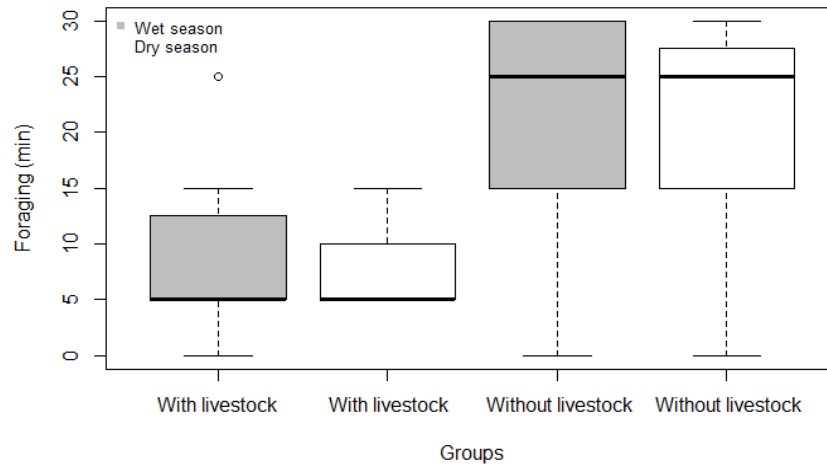 Wet season
Dry season
Foraging (min)
30
25
20
15
10
5
0
With livestock
With livestock
Without livestock
Without livestock
Groups